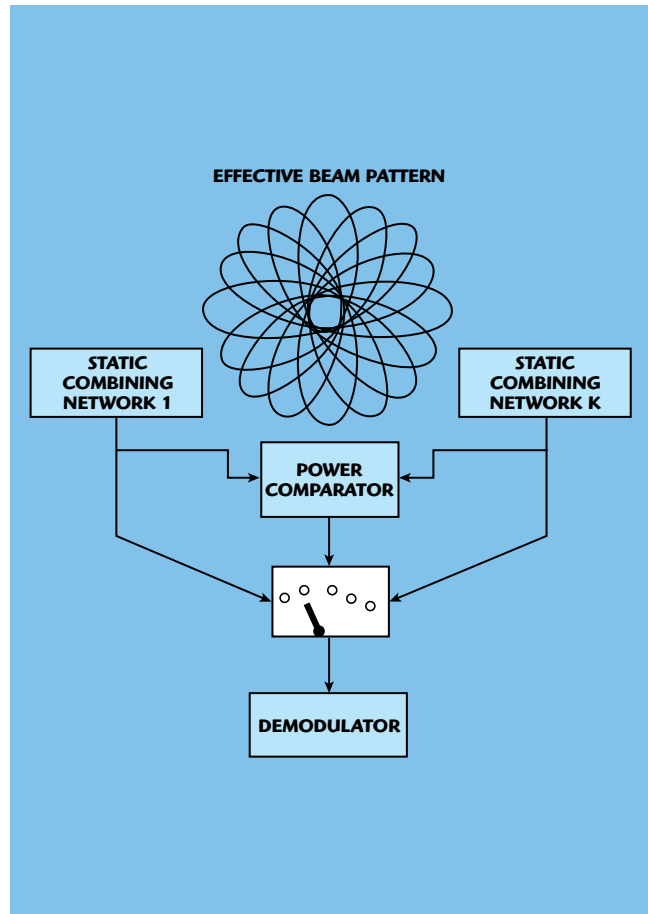 EFFECTIVE BEAM PATTERN
STATIC
COMBINING
NETWORK 1
STATIC
COMBINING
NETWORK K
POWER
COMPARATOR
DEMODULATOR